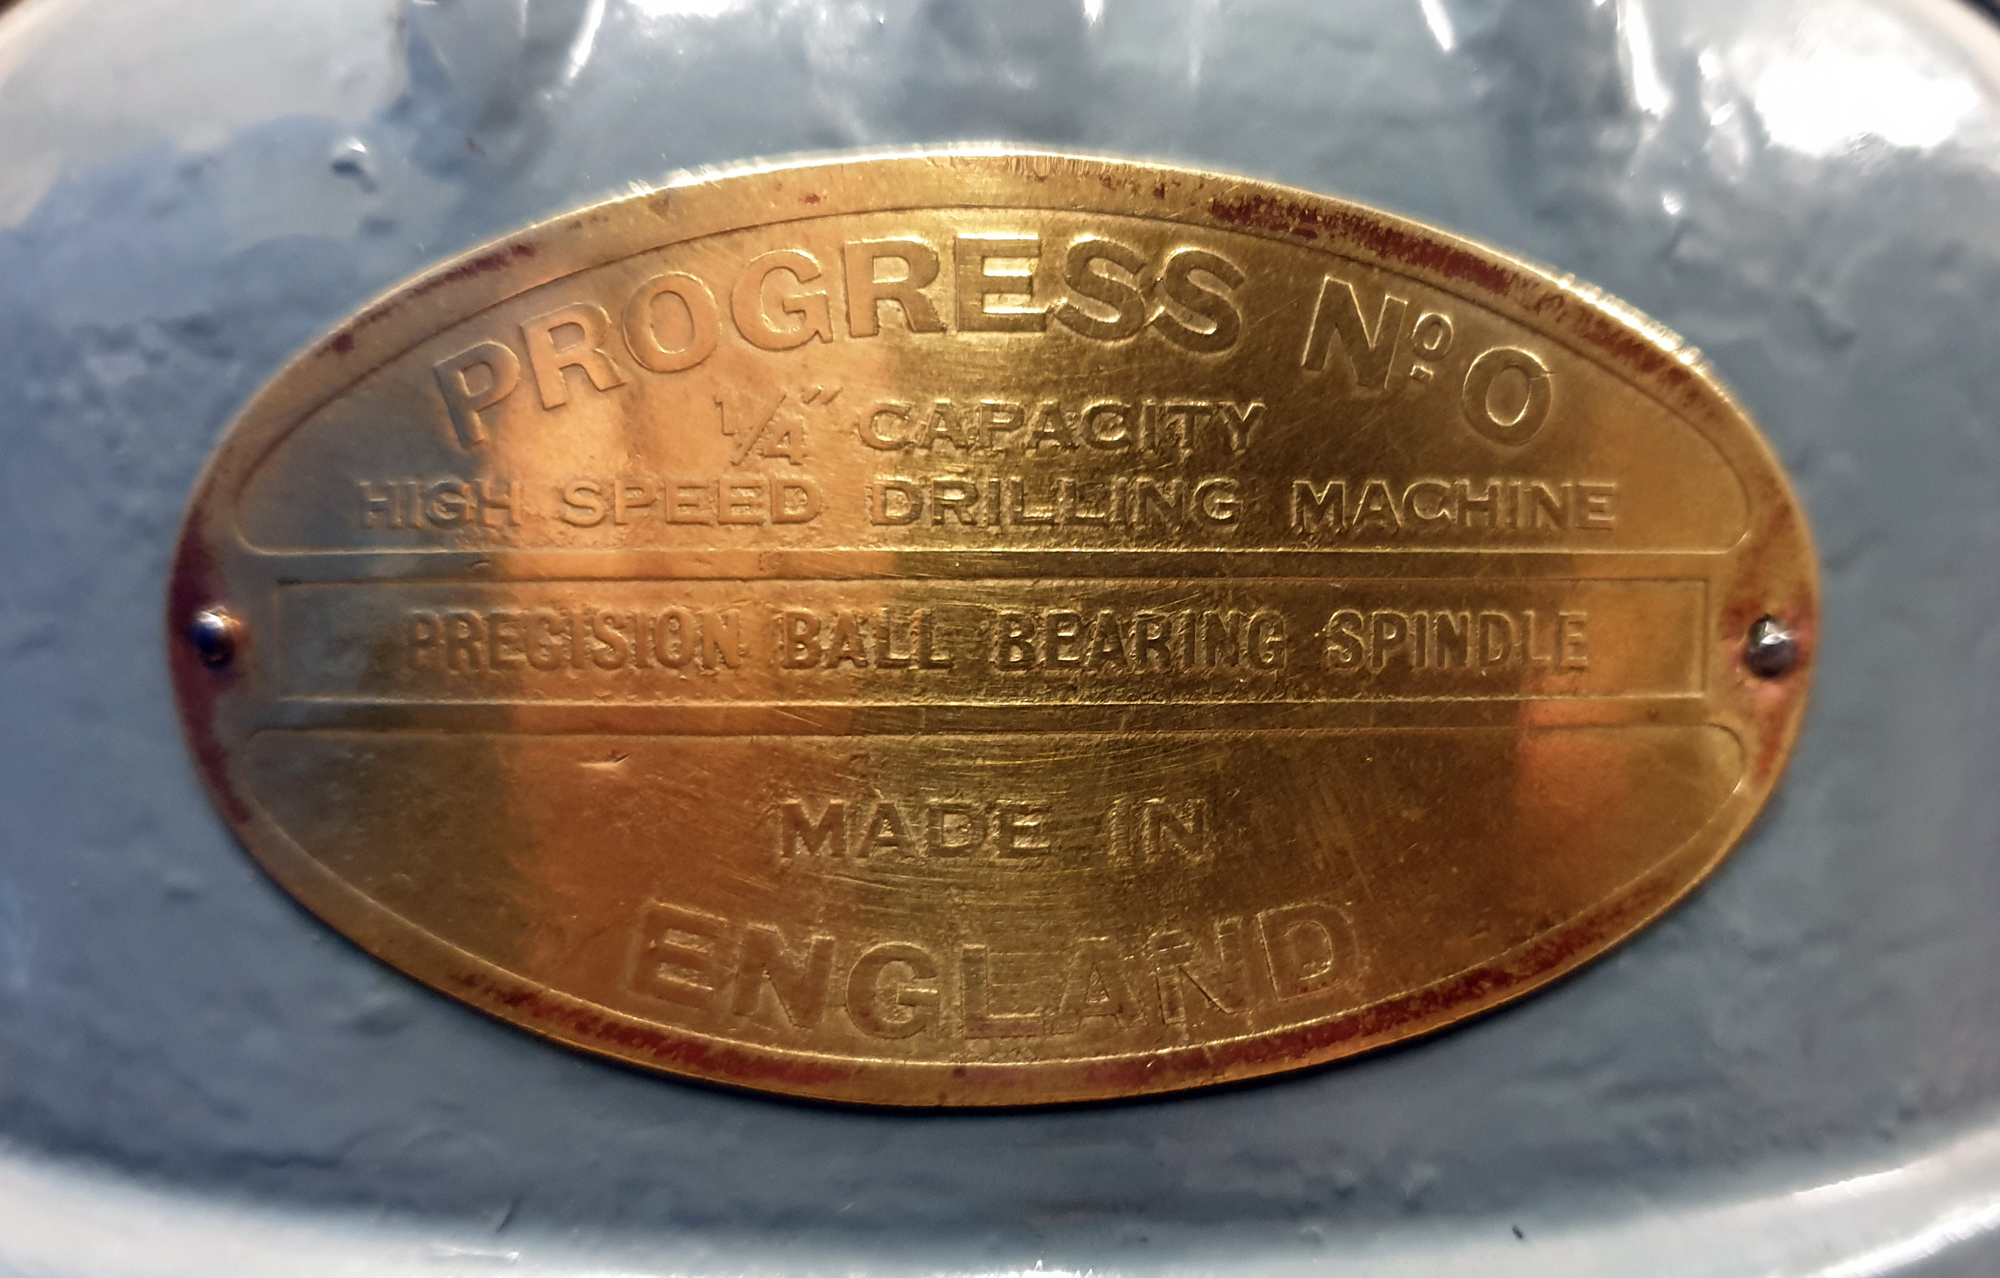 PROGRESS Nº 0
1/4" CAPACITY
HIGH SPEED DRILLING MACHINE
PRECISION BALL BEARING SPINDLE
MADE IN
ENGLAND